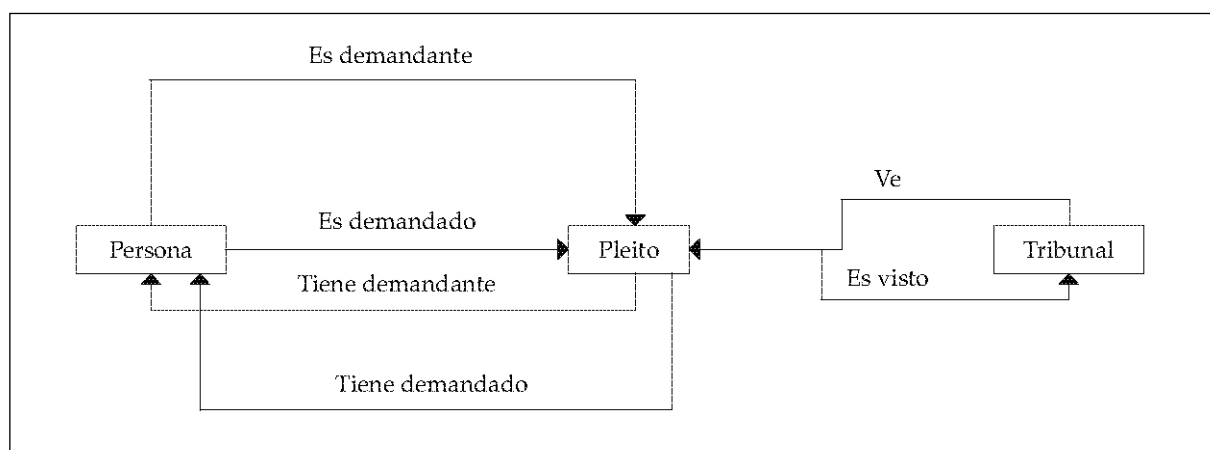 Es demandante
Ve
Es demandado
Persona
Pleito
Tribunal
Tiene demandante
Es visto
Tiene demandado